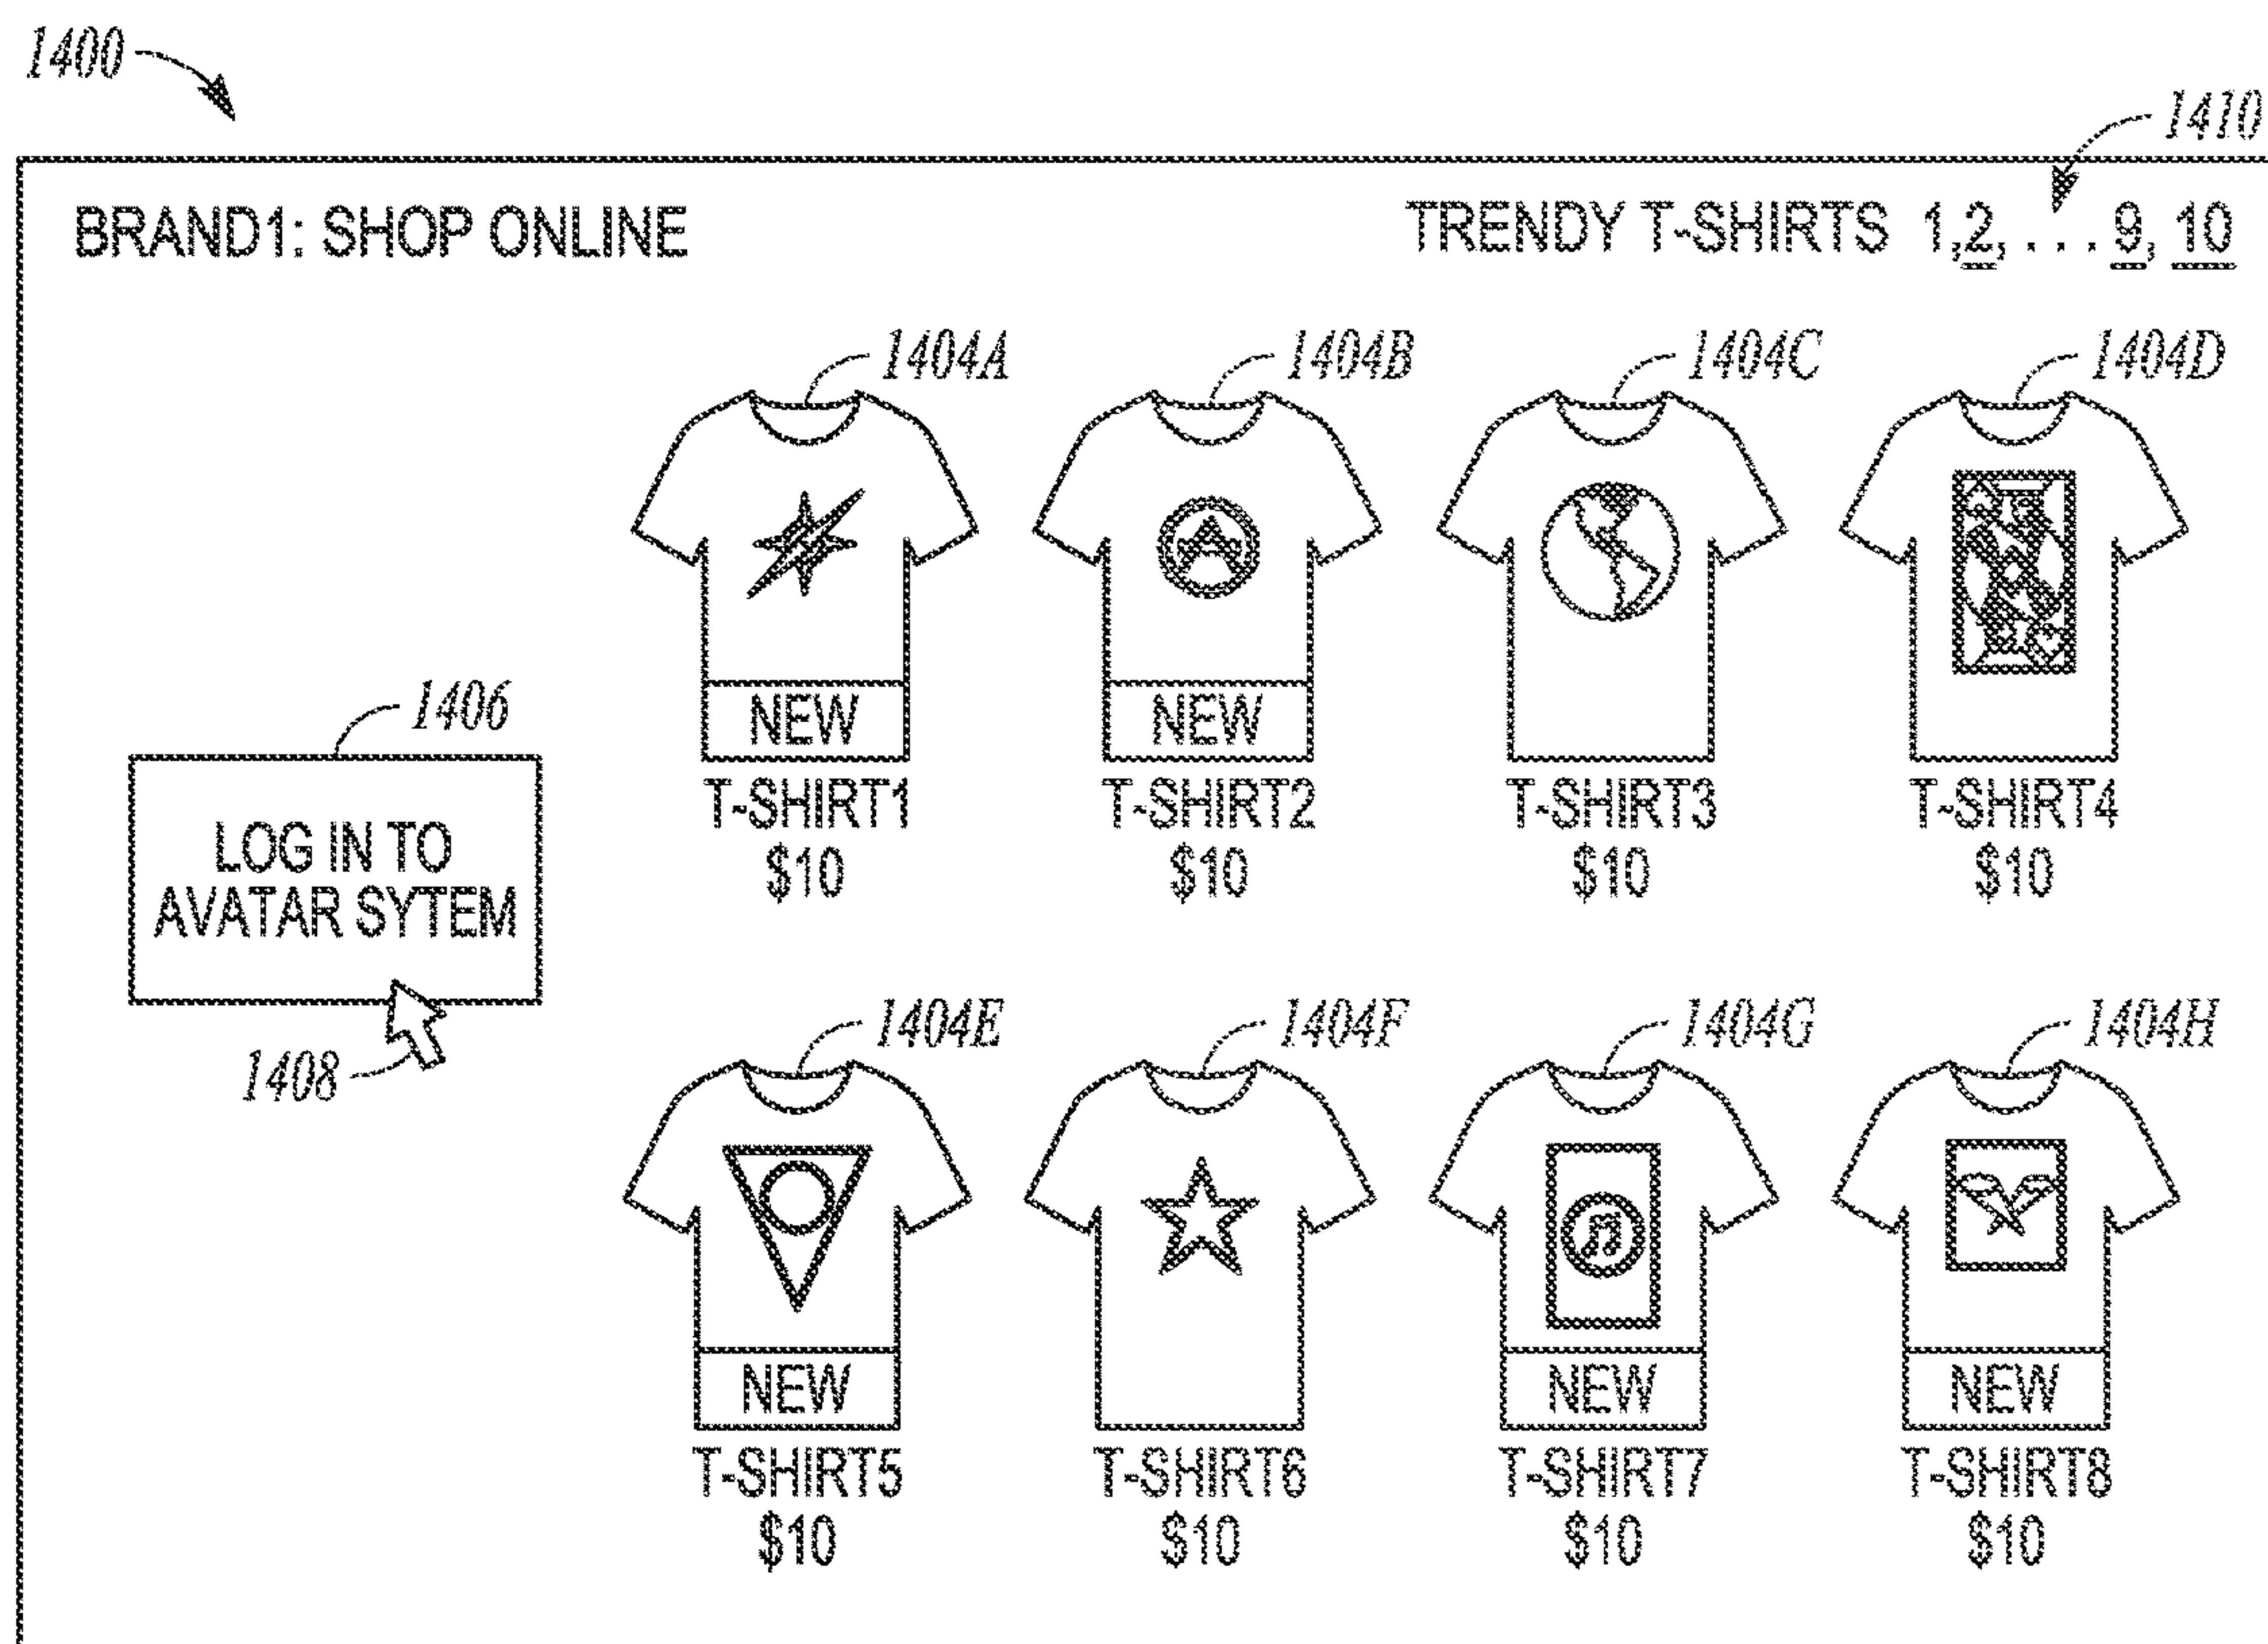 1400
1410
BRAND1: SHOP ONLINE
TRENDY T-SHIRTS 1,2, . . . 9, 10
1404A 1404B 1404C 1404D
NEW NEW
T-SHIRT1 T-SHIRT2 T-SHIRT3 T-SHIRT4
$10 $10 $10 $10
1406
LOG IN TO
AVATAR SYTEM
1408
1404E 1404F 1404G 1404H
NEW NEW NEW
T-SHIRT5 T-SHIRT6 T-SHIRT7 T-SHIRT8
$10 $10 $10 $10